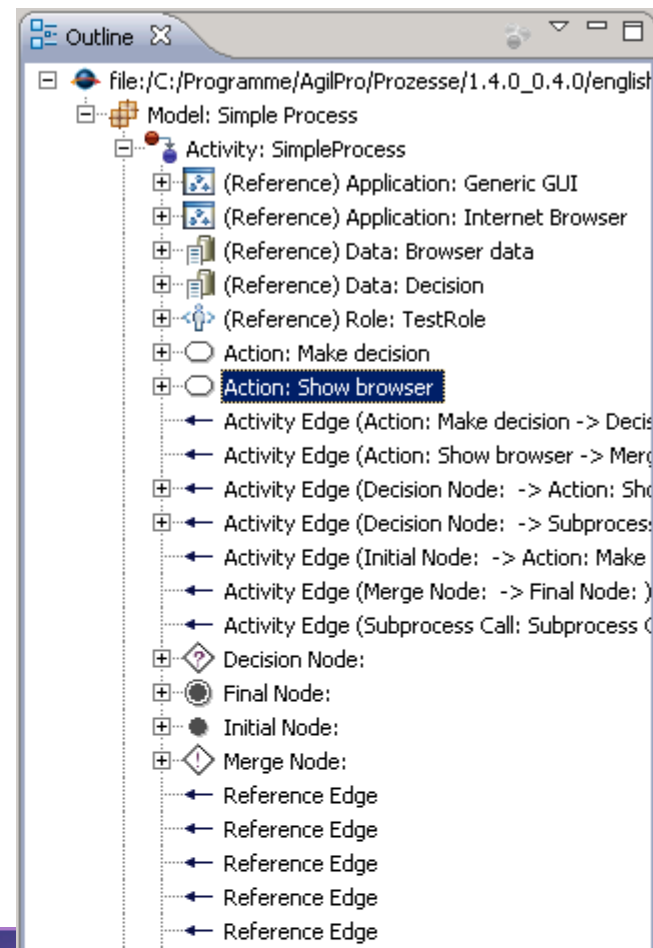 Outline
file:/C:/Programme/AgilPro/Prozesse/1.4.0_0.4.0/english
Model: Simple Process
Activity: SimpleProcess
(Reference) Application: Generic GUI
(Reference) Application: Internet Browser
(Reference) Data: Browser data
(Reference) Data: Decision
(Reference) Role: TestRole
Action: Make decision
Action: Show browser
Activity Edge (Action: Make decision -> Decis
Activity Edge (Action: Show browser -> Merg
Activity Edge (Decision Node: -> Action: Sho
Activity Edge (Decision Node: -> Subprocess
Activity Edge (Initial Node: -> Action: Make
Activity Edge (Merge Node: -> Final Node: )
Activity Edge (Subprocess Call: Subprocess C
Decision Node:
Final Node:
Initial Node:
Merge Node:
Reference Edge
Reference Edge
Reference Edge
Reference Edge
Reference Edge